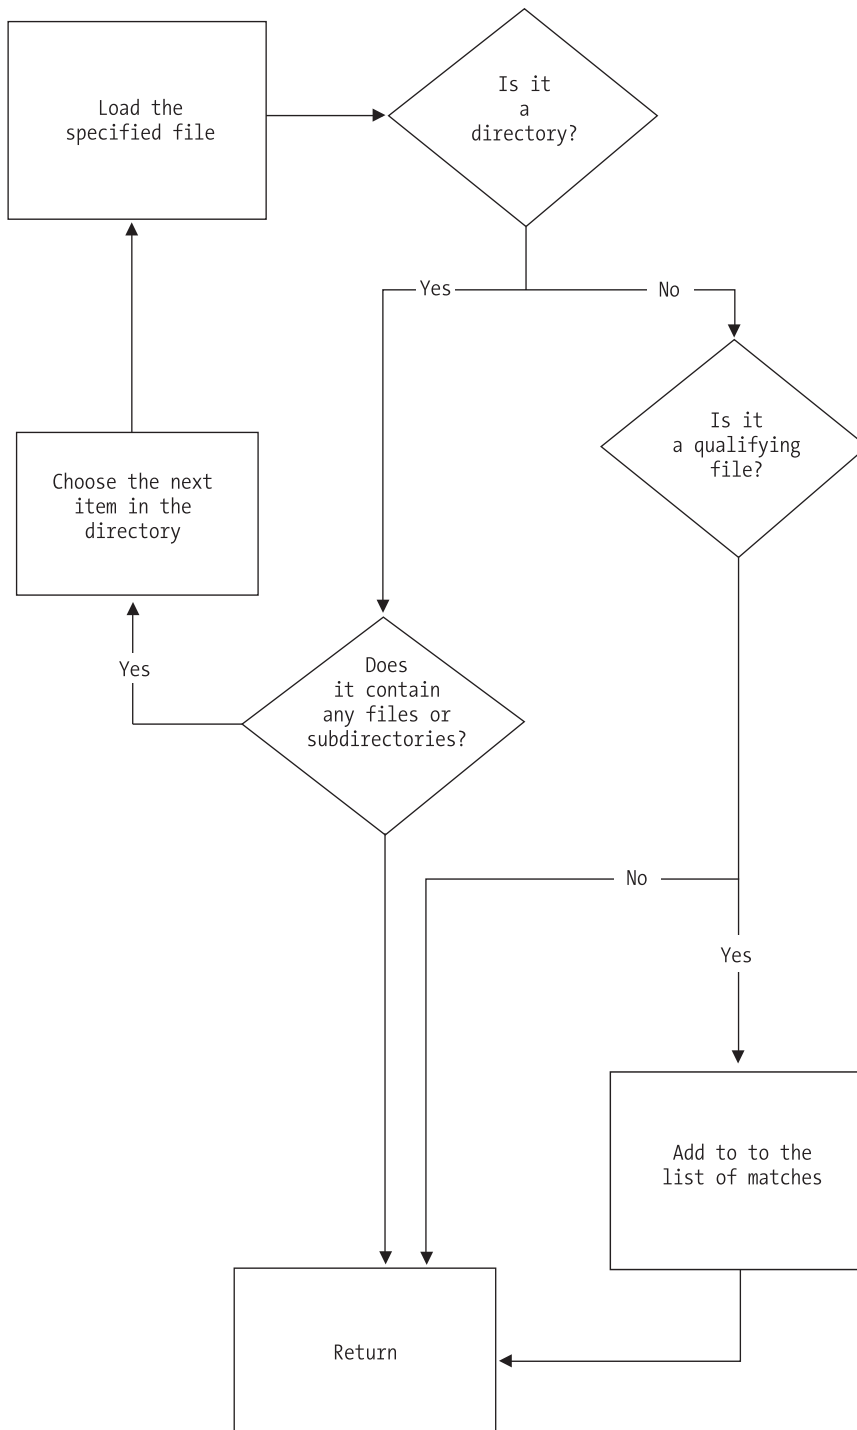 Load the
specified file
Is it
a
directory?
Yes
No
Is it
a qualifying
file?
Choose the next
item in the
directory
Yes
Does
it contain
any files or
subdirectories?
No
Yes
Add to to the
list of matches
Return